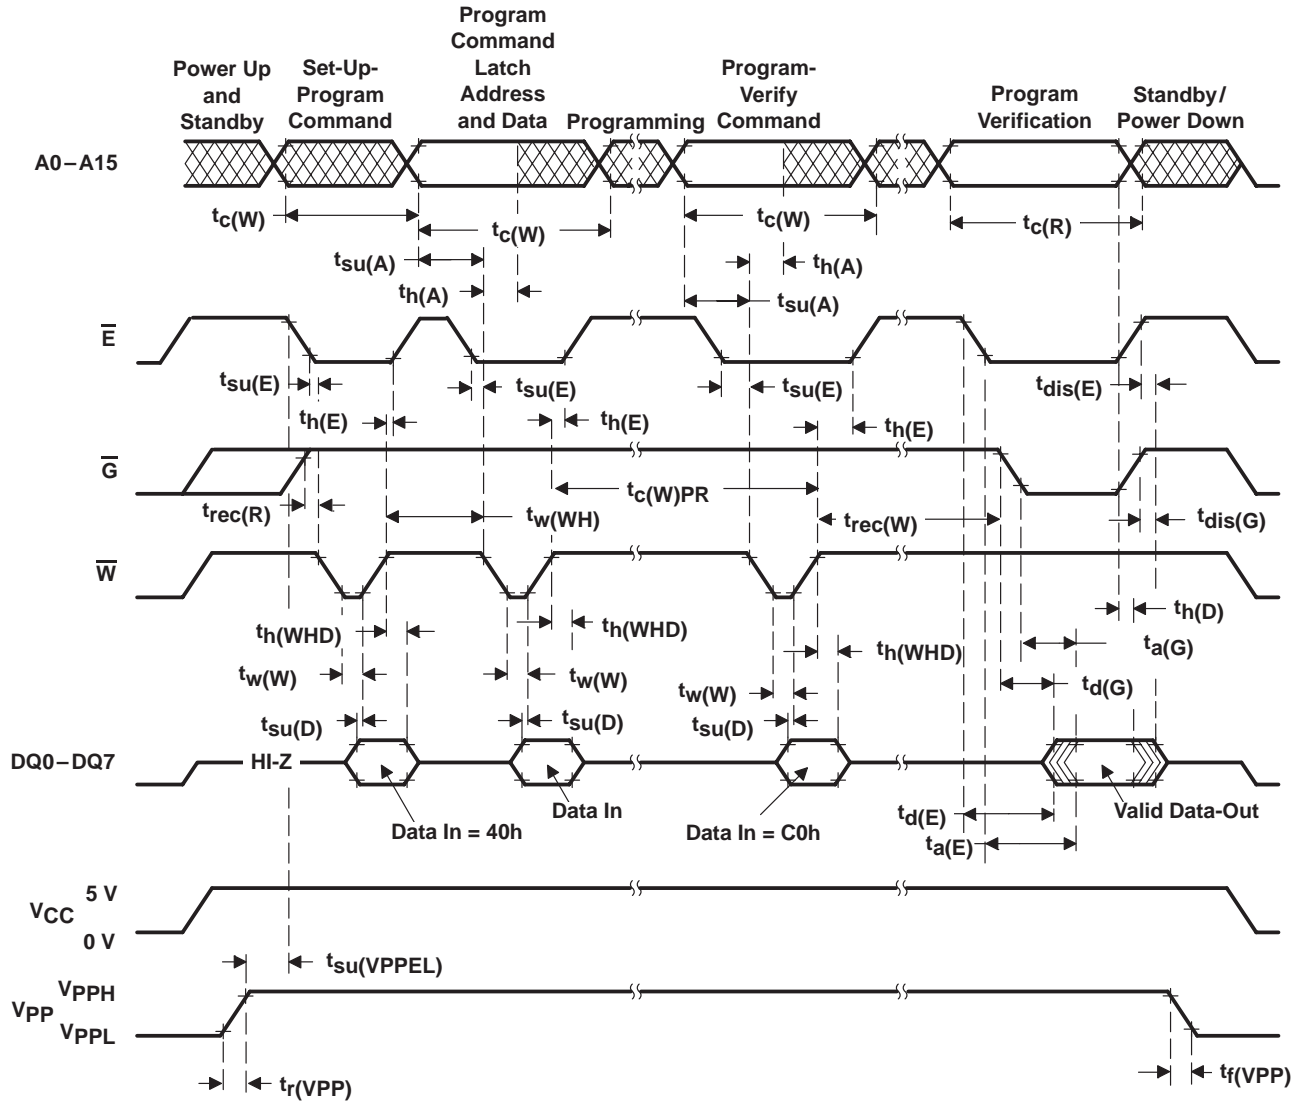 Power Up
and
Standby
Set-Up-
Program
Command
Program
Command
Latch
Address
and Data
Programming
Program-
Verify
Command
Program
Verification
Standby/
Power Down
A0–A15
tc(W)
tc(W)
tc(W)
tc(R)
tsu(A)
th(A)
th(A)
tsu(A)
E
tsu(E)
tsu(E)
tsu(E)
tdis(E)
th(E)
th(E)
th(E)
G
tc(W)PR
trec(R)
tw(WH)
trec(W)
tdis(G)
W
th(D)
th(WHD)
th(WHD)
th(WHD)
ta(G)
tw(W)
tw(W)
tw(W)
td(G)
tsu(D)
tsu(D)
tsu(D)
DQ0–DQ7
HI-Z
Data In = 40h
Data In
Data In = C0h
Valid Data-Out
td(E)
ta(E)
5 V
VCC
0 V
tsu(VPPEL)
VPPH
VPP
VPPL
tr(VPP)
tf(VPP)